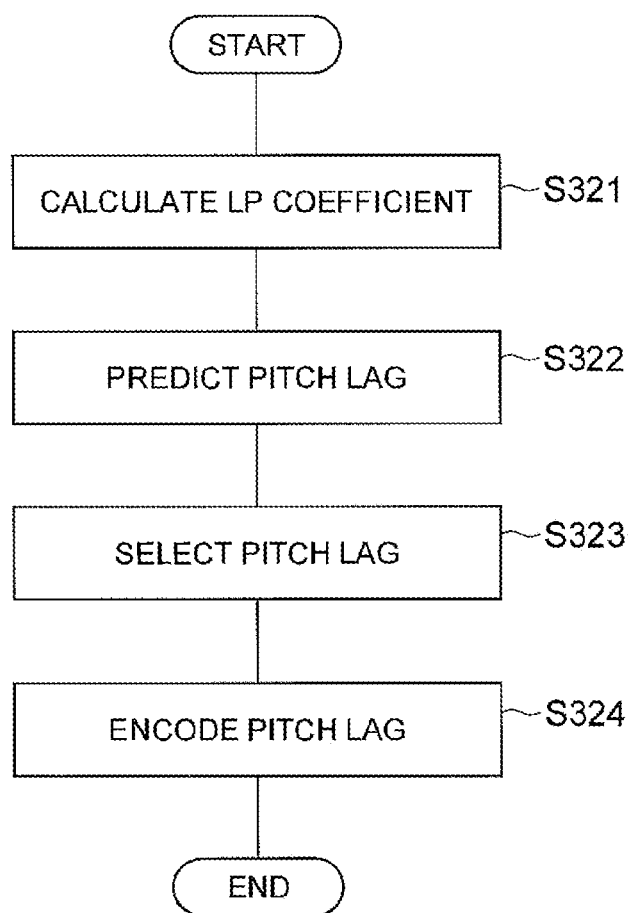 START
CALCULATE LP COEFFICIENT
S321
PREDICT PITCH LAG
S322
SELECT PITCH LAG
S323
ENCODE PITCH LAG
S324
END